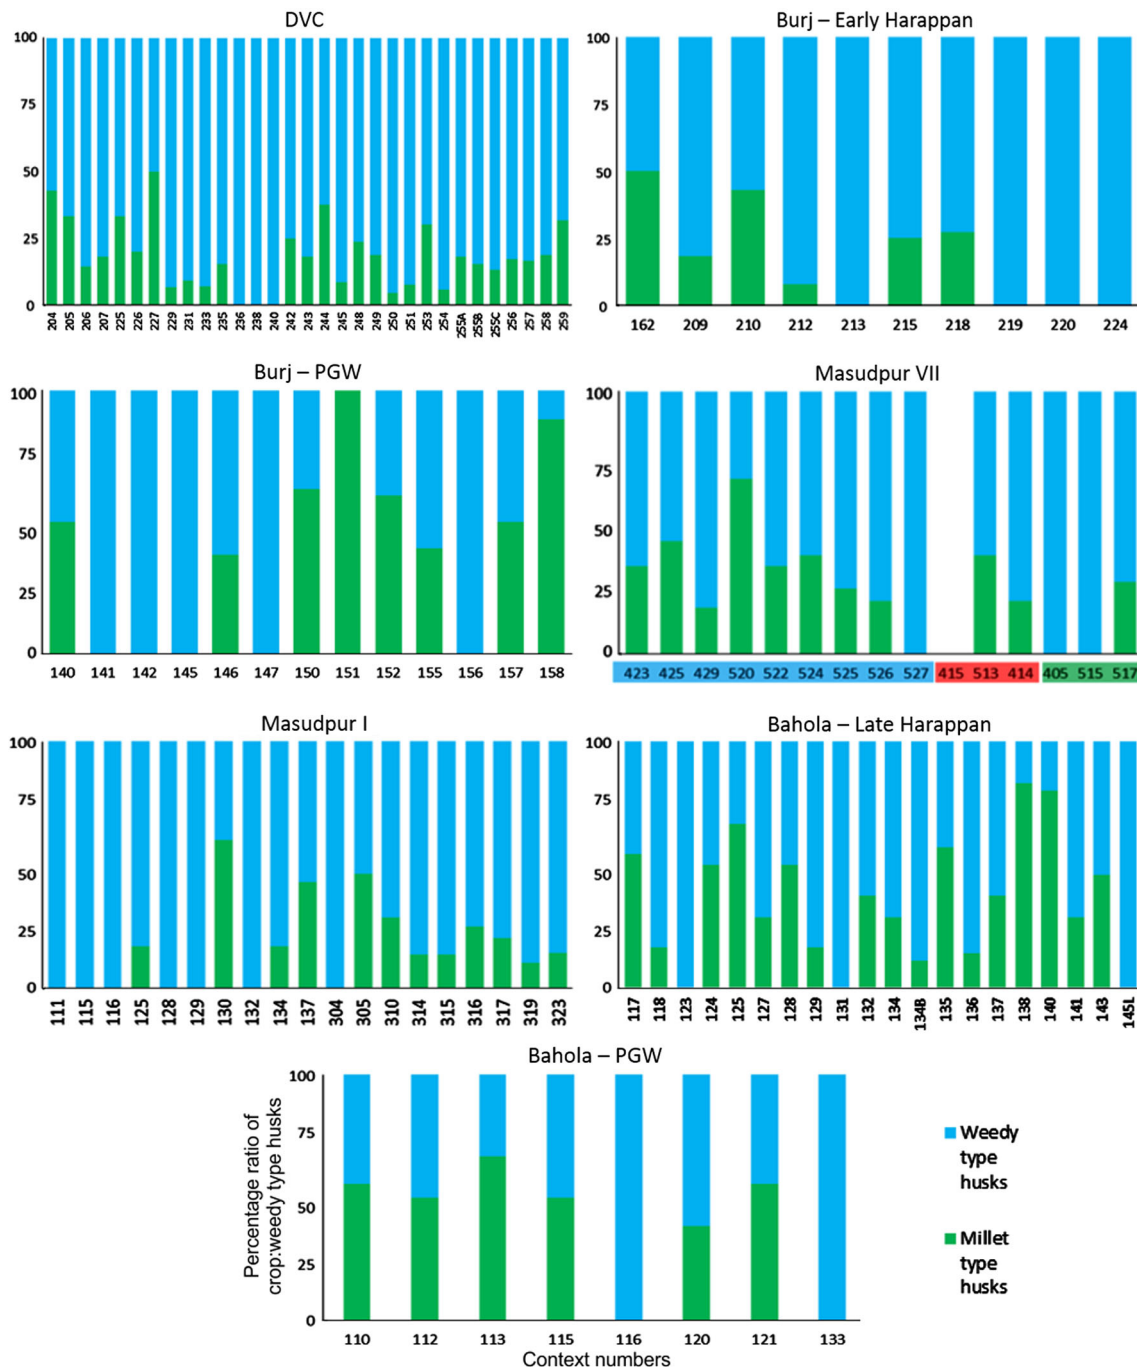 DVC
100
75
50
25
0
204 205 206 207 225 226 227 229 231 233 235 236 238 240 242 243 244 245 248 249 250 251 253 254 255A 255B 255C 256 257 258 259
Burj – Early Harappan
100
75
50
25
0
162 209 210 212 213 215 218 219 220 224
Burj – PGW
100
75
50
25
0
140 141 142 145 146 147 150 151 152 155 156 157 158
Masudpur VII
100
75
50
25
0
423 425 429 520 522 524 525 526 527 415 513 414 405 515 517
Masudpur I
100
75
50
25
0
111 115 116 125 128 129 130 132 134 137 304 305 310 314 315 316 317 319 323
Bahola – Late Harappan
100
75
50
25
0
117 118 123 124 125 127 128 129 131 132 134 134B 135 136 137 138 140 141 143 145L
Bahola – PGW
Percentage ratio of
crop:weedy type husks
100
75
50
25
0
110 112 113 115 116 120 121 133
Context numbers
Weedy
type
husks
Millet
type
husks